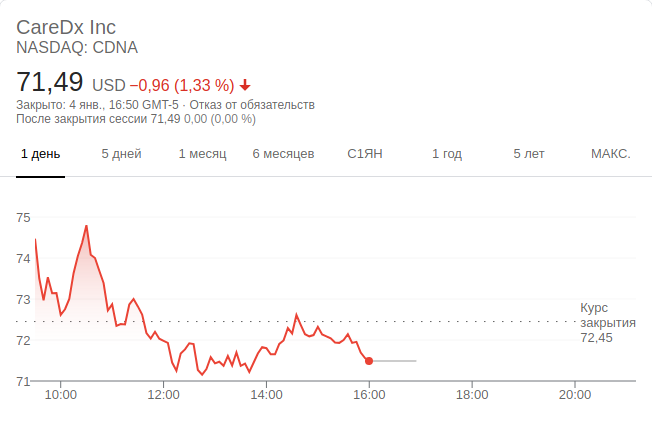 CareDx Inc
NASDAQ: CDNA
71,49 USD −0,96 (1,33 %)
Закрыто: 4 янв., 16:50 GMT-5 · Отказ от обязательств
После закрытия сессии 71,49 0,00 (0,00 %)
1 день 5 дней 1 месяц 6 месяцев С1ЯН 1 год 5 лет МАКС.
75
74
73
Курс
закрытия
72,45
72
71
10:00 12:00 14:00 16:00 18:00 20:00